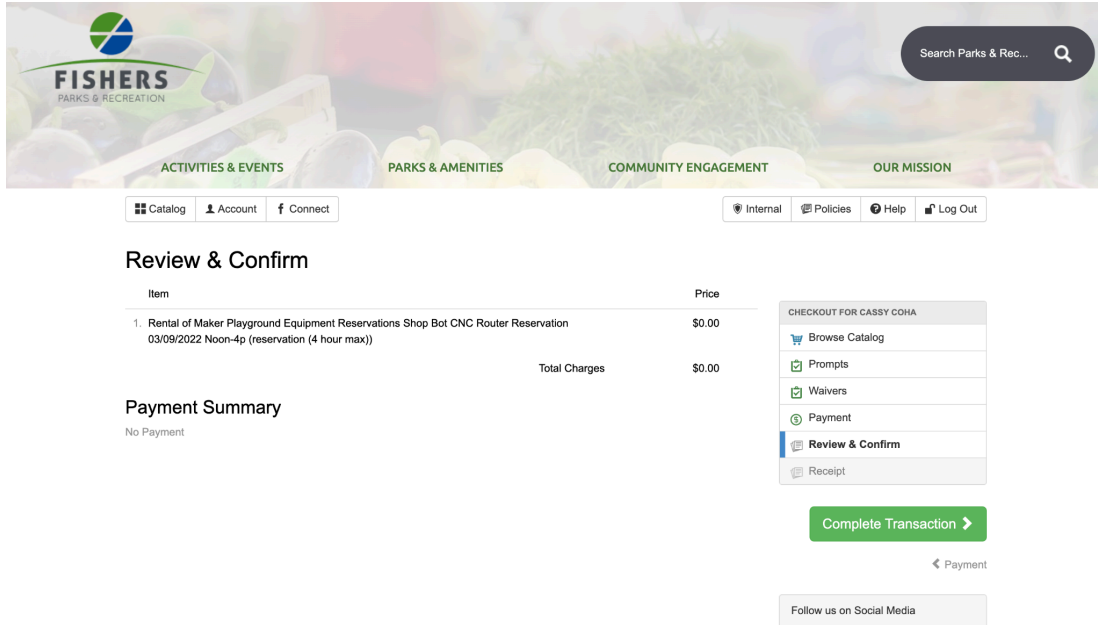 FISHERS
PARKS & RECREATION
Search Parks & Rec...
ACTIVITIES & EVENTS
PARKS & AMENITIES
COMMUNITY ENGAGEMENT
OUR MISSION
Catalog
Account
Connect
Internal
Policies
Help
Log Out
Review & Confirm
Item
Price
1. Rental of Maker Playground Equipment Reservations Shop Bot CNC Router Reservation
03/09/2022 Noon-4p (reservation (4 hour max))
$0.00
Total Charges
$0.00
Payment Summary
No Payment
CHECKOUT FOR CASSY COHA
Browse Catalog
Prompts
Waivers
Payment
Review & Confirm
Receipt
Complete Transaction
Payment
Follow us on Social Media